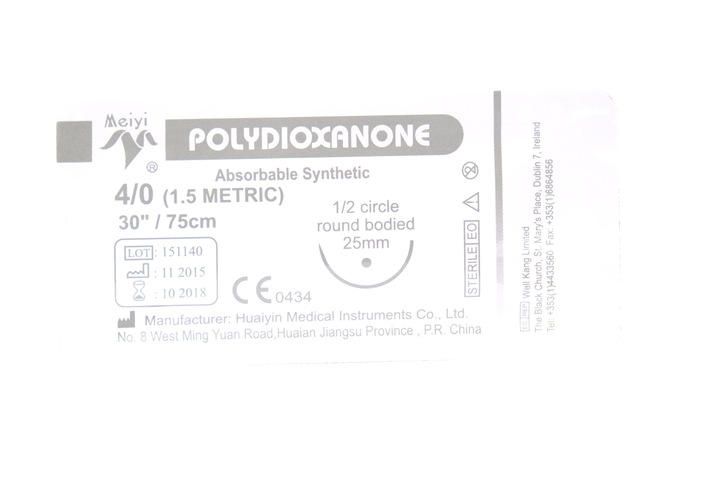 Meiyi
®
POLYDIOXANONE
Absorbable Synthetic
4/0 (1.5 METRIC)
30" / 75cm
1/2 circle
round bodied
25mm
LOT : 151140
: 11 2015
: 10 2018
CE 0434
STERILE EO
Manufacturer: Huaiyin Medical Instruments Co., Ltd.
No. 8 West Ming Yuan Road,Huaian Jiangsu Province , P.R. China
EC REP Well Kang Limited
The Black Church, St. Mary's Place, Dublin 7, Ireland
Tel: +353(1)4433560 Fax: +353(1)6864856